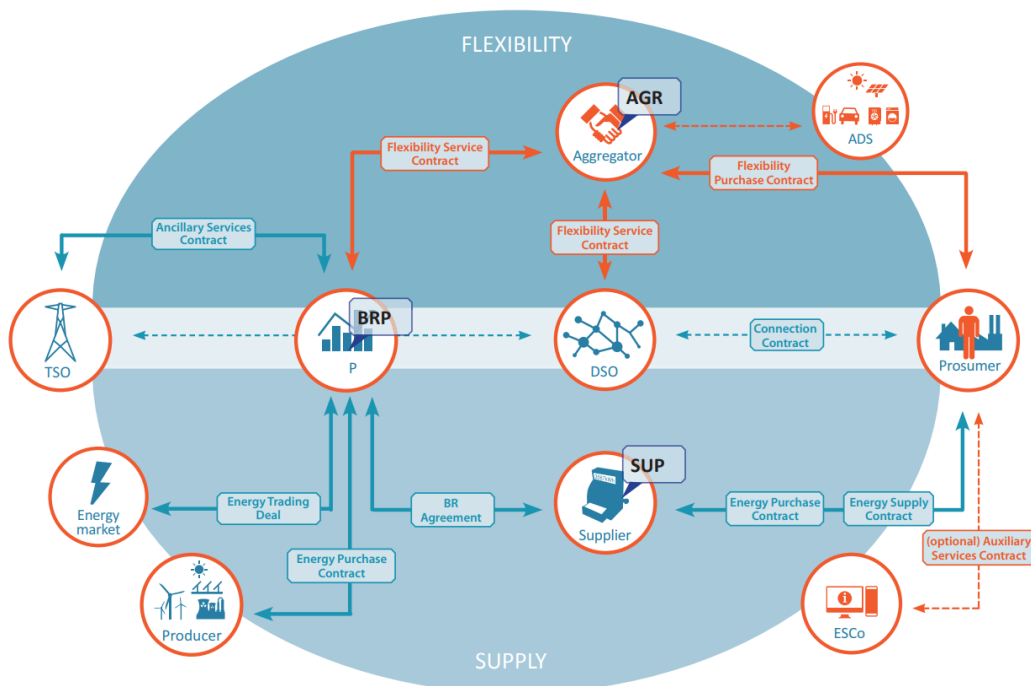 FLEXIBILITY
AGR
Aggregator
ADS
Flexibility Service
Contract
Flexibility
Purchase Contract
Ancillary Services
Contract
Flexibility Service
Contract
TSO
BRP
P
DSO
Connection
Contract
Prosumer
Energy
market
Energy Trading
Deal
BR
Agreement
SUP
Supplier
Energy Purchase
Contract
Energy Supply
Contract
(optional) Auxiliary
Services Contract
Energy Purchase
Contract
Producer
ESCo
SUPPLY